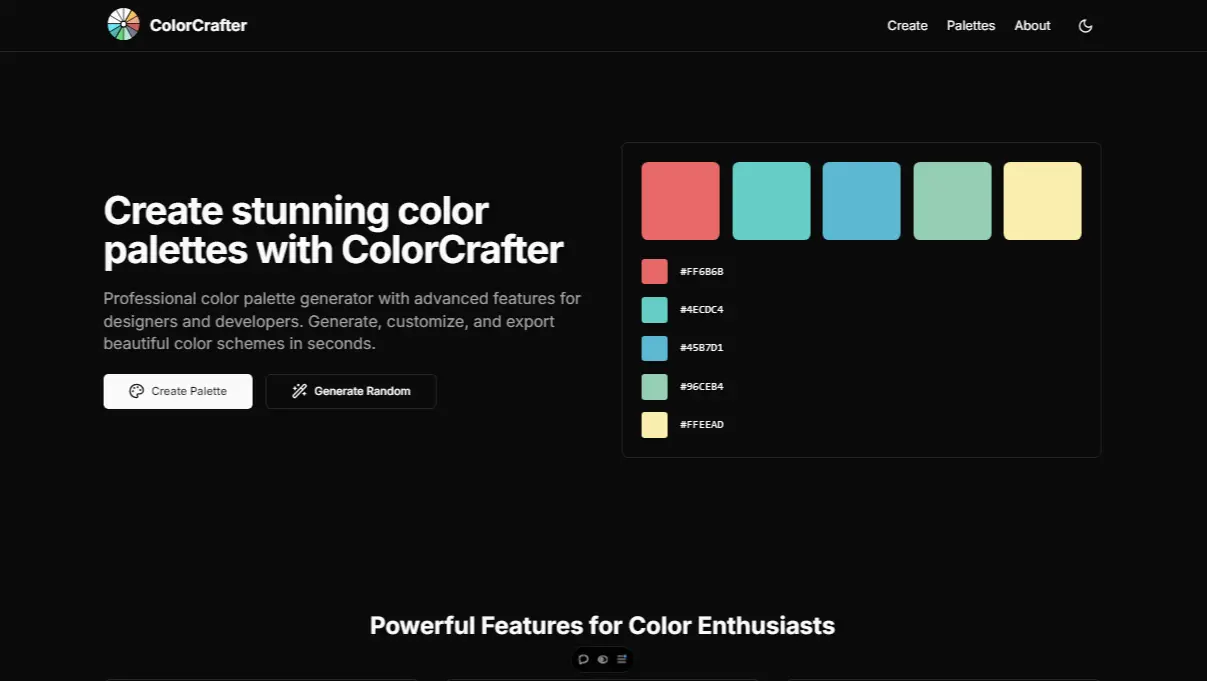 ColorCrafter
Create
Palettes
About
Create stunning color
palettes with ColorCrafter
Professional color palette generator with advanced features for
designers and developers. Generate, customize, and export
beautiful color schemes in seconds.
Create Palette
Generate Random
#FF6B6B
#4ECDC4
#45B7D1
#96CEB4
#FFEEAD
Powerful Features for Color Enthusiasts